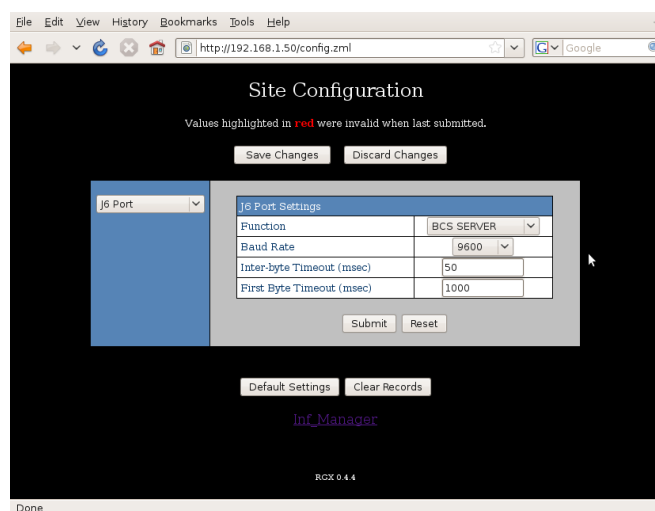 File Edit View History Bookmarks Tools Help
http://192.168.1.50/config.zml G Google
Site Configuration
Values highlighted in red were invalid when last submitted.
Save Changes Discard Changes
J6 Port
J6 Port Settings
Function BCS SERVER
Baud Rate 9600
Inter-byte Timeout (msec) 50
First Byte Timeout (msec) 1000
Submit Reset
Default Settings Clear Records
Inf_Manager
RGX 0.4.4
Done